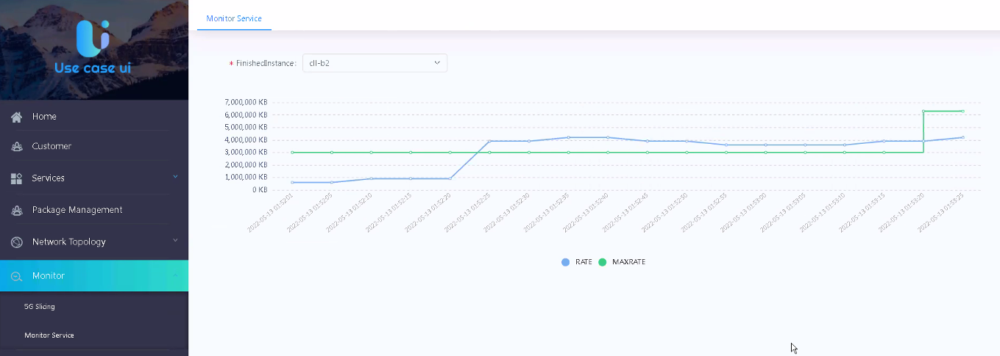 Use case ui
Home
Customer
Services
Package Management
Network Topology
Monitor
5G Slicing
Monitor Service
Monitor Service
* FinishedInstance: cll-b2
7,000,000 KB
6,000,000 KB
5,000,000 KB
4,000,000 KB
3,000,000 KB
2,000,000 KB
1,000,000 KB
0 KB
2022-05-13 01:52:01
2022-05-13 01:52:05
2022-05-13 01:52:10
2022-05-13 01:52:15
2022-05-13 01:52:20
2022-05-13 01:52:25
2022-05-13 01:52:30
2022-05-13 01:52:35
2022-05-13 01:52:40
2022-05-13 01:52:45
2022-05-13 01:52:50
2022-05-13 01:52:55
2022-05-13 01:53:00
2022-05-13 01:53:05
2022-05-13 01:53:10
2022-05-13 01:53:15
2022-05-13 01:53:20
2022-05-13 01:53:25
RATE MAXRATE